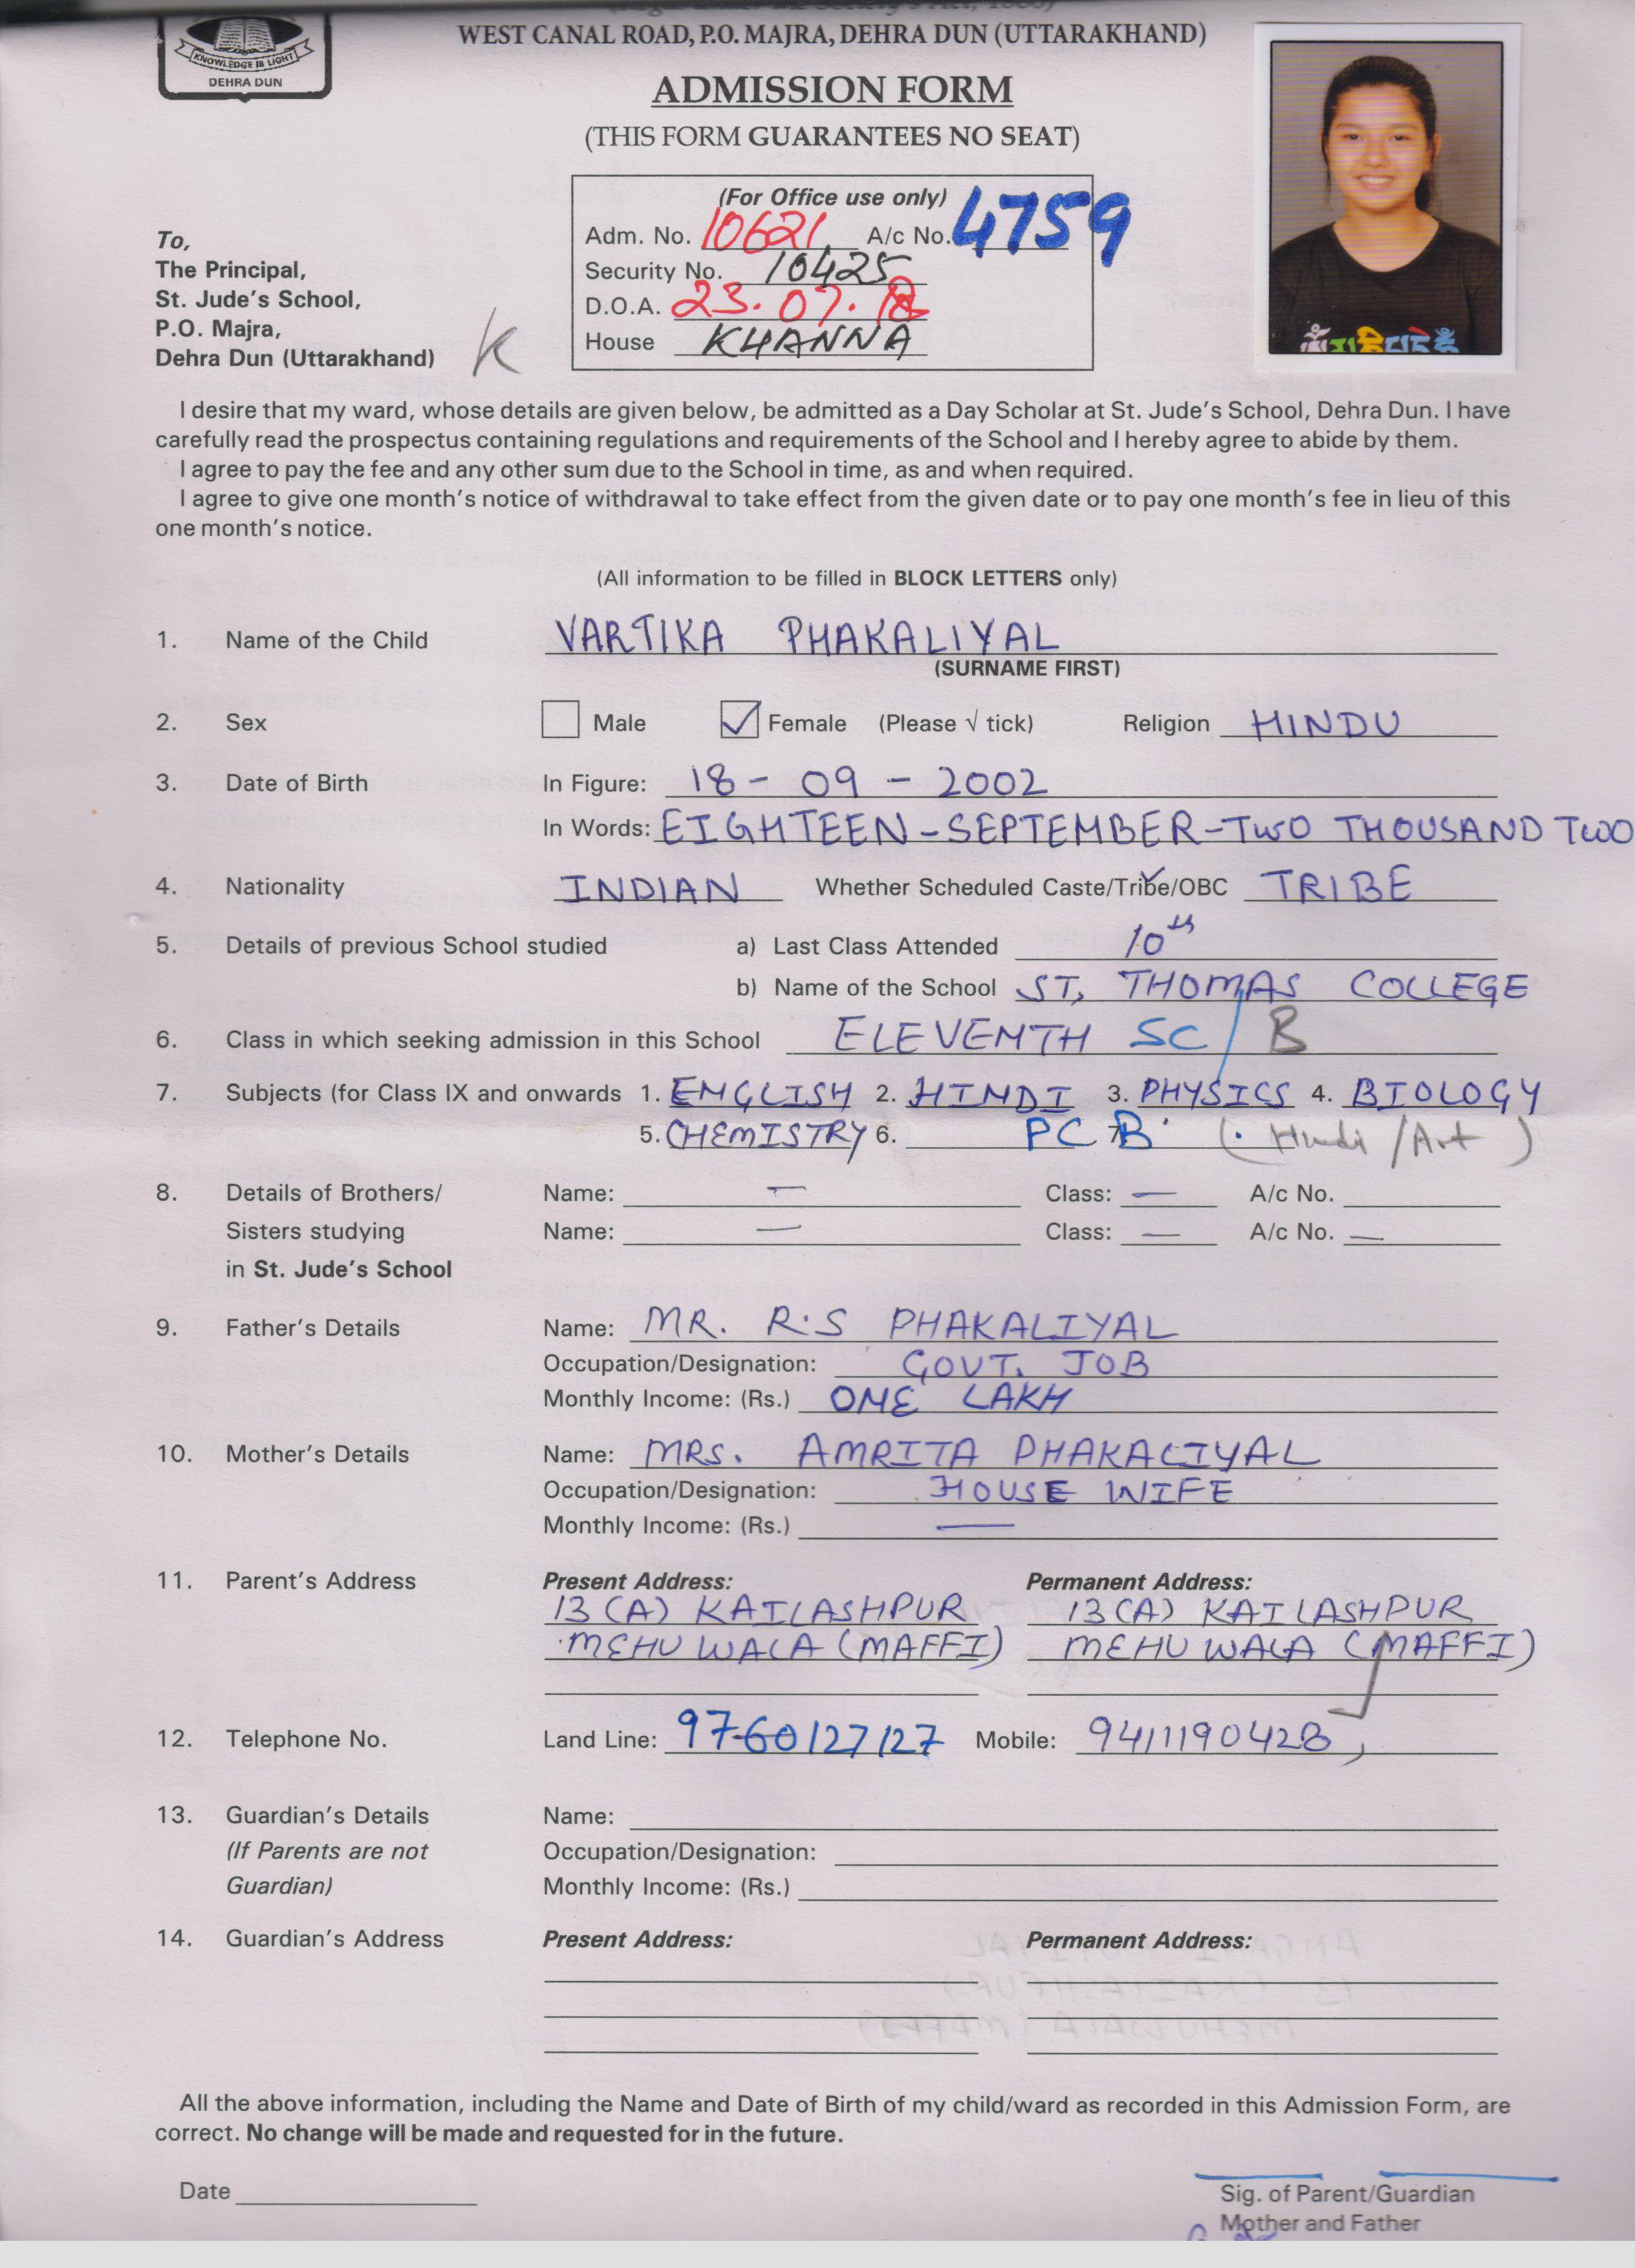 WEST CANAL ROAD, P.O. MAJRA, DEHRA DUN (UTTARAKHAND)
KNOWLEDGE IS LIGHT
DEHRA DUN
ADMISSION FORM
(THIS FORM GUARANTEES NO SEAT)
(For Office use only)
Adm. No. 10621 A/c No. 4759
Security No. 10425
D.O.A. 23.07.18
House KHANNA
To,
The Principal,
St. Jude's School,
P.O. Majra,
Dehra Dun (Uttarakhand) K
I desire that my ward, whose details are given below, be admitted as a Day Scholar at St. Jude's School, Dehra Dun. I have
carefully read the prospectus containing regulations and requirements of the School and I hereby agree to abide by them.
I agree to pay the fee and any other sum due to the School in time, as and when required.
I agree to give one month's notice of withdrawal to take effect from the given date or to pay one month's fee in lieu of this
one month's notice.
(All information to be filled in BLOCK LETTERS only)
1. Name of the Child VARTIKA PHAKALIYAL
(SURNAME FIRST)
2. Sex Male Female (Please √ tick) Religion HINDU
3. Date of Birth In Figure: 18 - 09 - 2002
In Words: EIGHTEEN-SEPTEMBER-TWO THOUSAND TWO
4. Nationality INDIAN Whether Scheduled Caste/Tribe/OBC TRIBE
5. Details of previous School studied a) Last Class Attended 10th
b) Name of the School ST. THOMAS COLLEGE
6. Class in which seeking admission in this School ELEVENTH SC/B
7. Subjects (for Class IX and onwards 1. ENGLISH 2. HINDI 3. PHYSICS 4. BIOLOGY
5. CHEMISTRY 6. PC 7. B (Hindi/Art)
8. Details of Brothers/ Name: — Class: — A/c No.
Sisters studying Name: — Class: — A/c No. —
in St. Jude's School
9. Father's Details Name: MR. R.S PHAKALIYAL
Occupation/Designation: GOVT. JOB
Monthly Income: (Rs.) ONE LAKH
10. Mother's Details Name: MRS. AMRITA PHAKALIYAL
Occupation/Designation: HOUSE WIFE
Monthly Income: (Rs.) —
11. Parent's Address Present Address: Permanent Address:
13 (A) KAILASHPUR 13 (A) KAILASHPUR
MEHUWALA (MAFFI) MEHUWALA (MAFFI)
12. Telephone No. Land Line: 9760127127 Mobile: 9411190428,
13. Guardian's Details Name:
(If Parents are not Occupation/Designation:
Guardian) Monthly Income: (Rs.)
14. Guardian's Address Present Address: Permanent Address:
All the above information, including the Name and Date of Birth of my child/ward as recorded in this Admission Form, are
correct. No change will be made and requested for in the future.
Date
Sig. of Parent/Guardian
Mother and Father